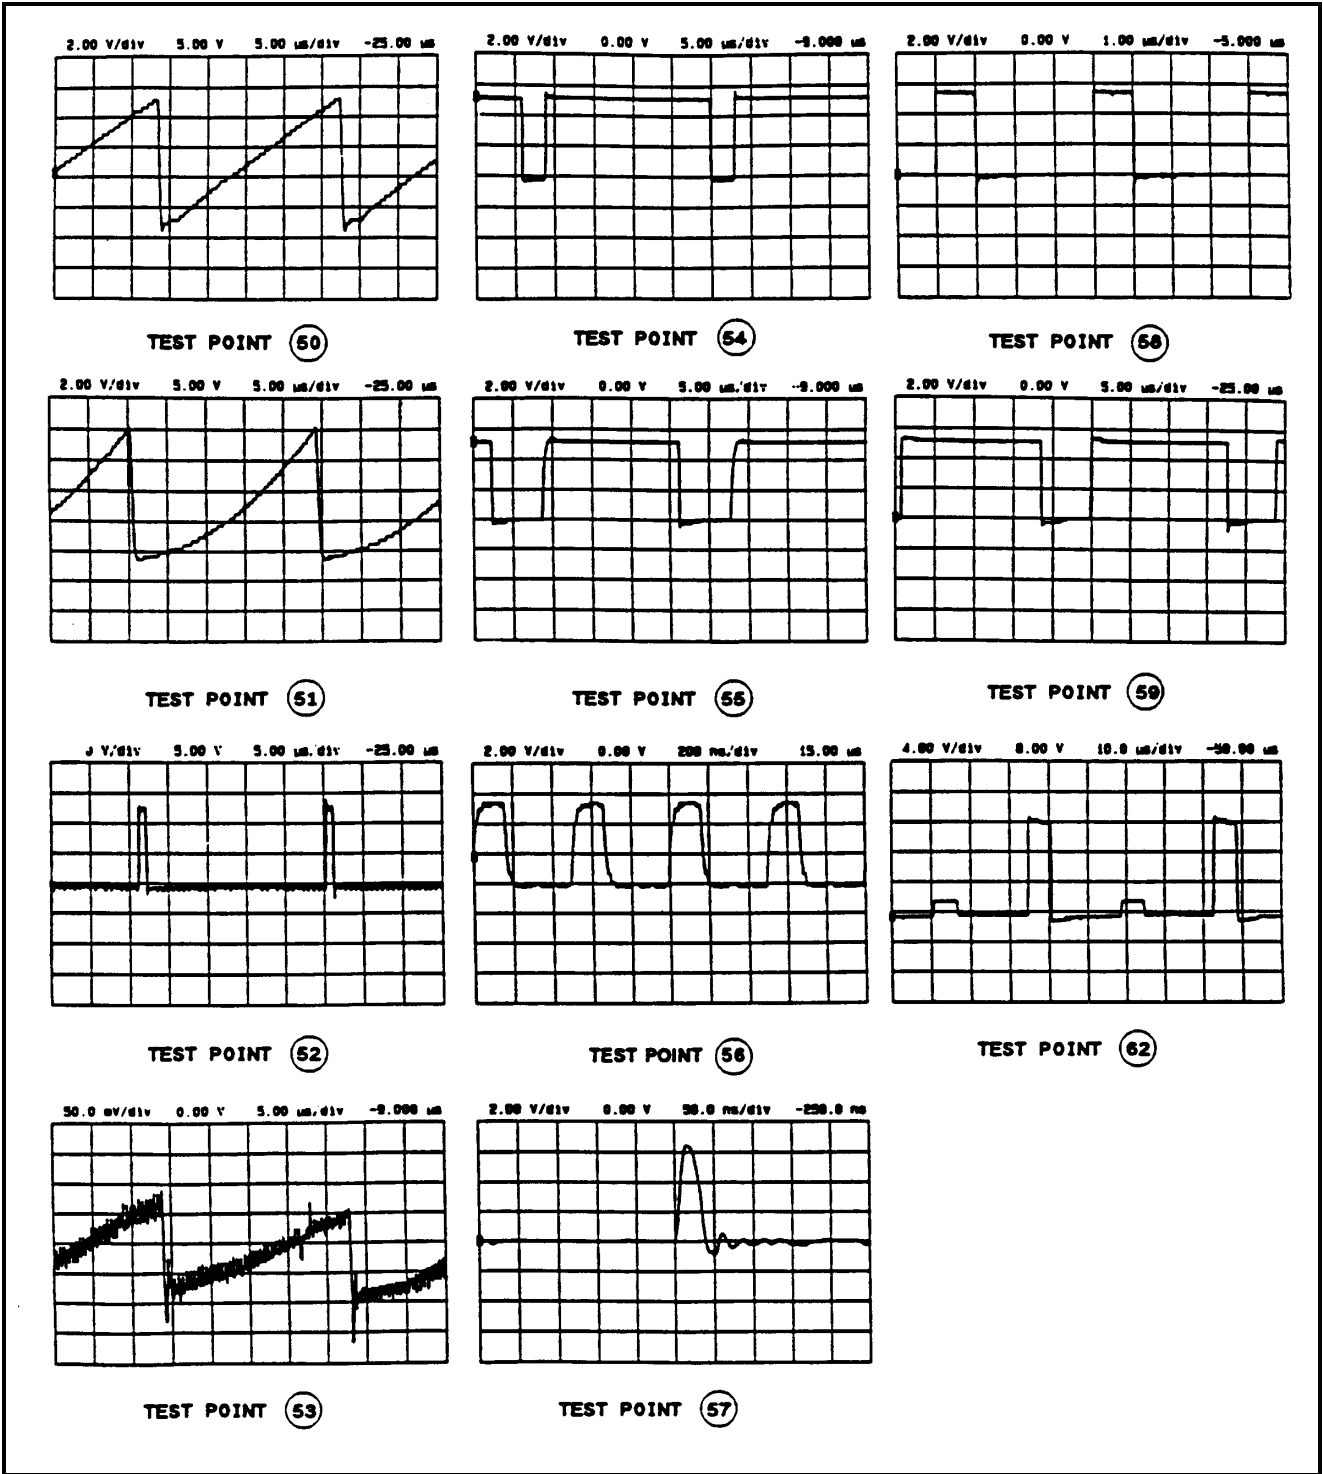 2.00 V/div 5.00 V 5.00 us/div -25.00 us
2.00 V/div 0.00 V 5.00 us/div -9.000 us
2.00 V/div 0.00 V 1.00 us/div -5.000 us
TEST POINT 50
TEST POINT 54
TEST POINT 58
2.00 V/div 5.00 V 5.00 us/div -25.00 us
2.00 V/div 0.00 V 5.00 us/div -9.000 us
2.00 V/div 0.00 V 5.00 us/div -25.00 us
TEST POINT 51
TEST POINT 55
TEST POINT 59
V/div 5.00 V 5.00 us/div -25.00 us
2.00 V/div 0.00 V 200 ns/div 15.00 us
4.00 V/div 8.00 V 10.0 us/div -50.00 us
TEST POINT 52
TEST POINT 56
TEST POINT 62
50.0 mV/div 0.00 V 5.00 us/div -9.000 us
2.00 V/div 0.00 V 50.0 ns/div -250.0 ns
TEST POINT 53
TEST POINT 57